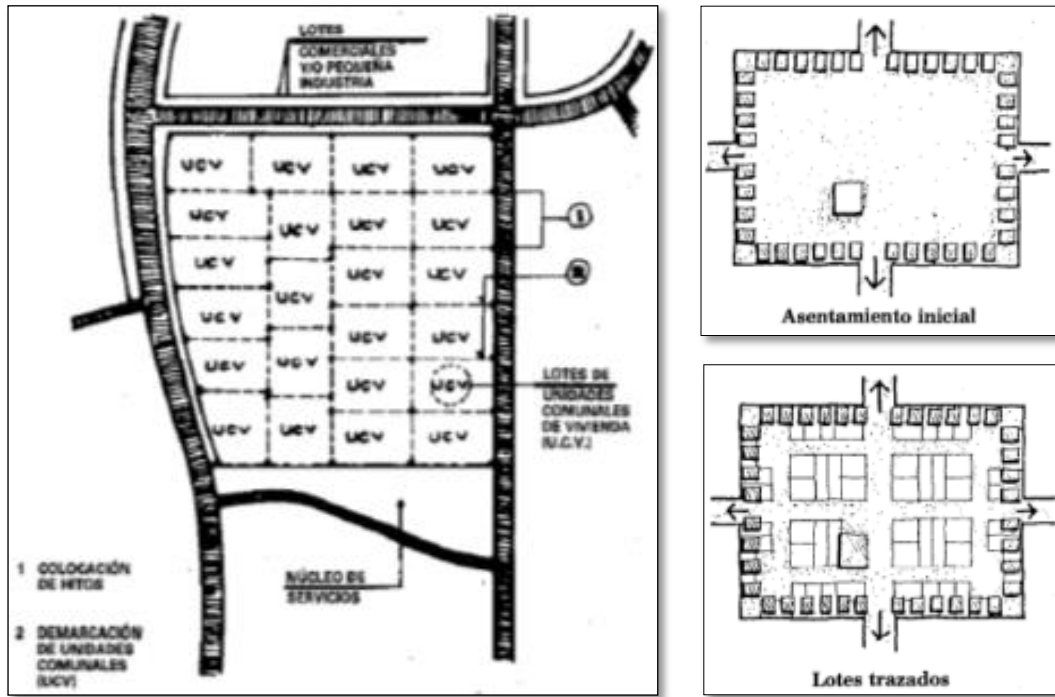 LOTES
COMERCIALES
Y/O PEQUEÑA
INDUSTRIA
UCV UCV UCV UCV
UCV UCV UCV UCV
UCV UCV UCV UCV
UCV UCV UCV UCV
UCV UCV UCV UCV
UCV UCV UCV
LOTES DE
UNIDADES
COMUNALES
DE VIVIENDA
(U.C.V.)
NÚCLEO DE
SERVICIOS
1 COLOCACIÓN
DE HITOS
2 DEMARCACIÓN
DE UNIDADES
COMUNALES
(UCV)
Asentamiento inicial
Lotes trazados